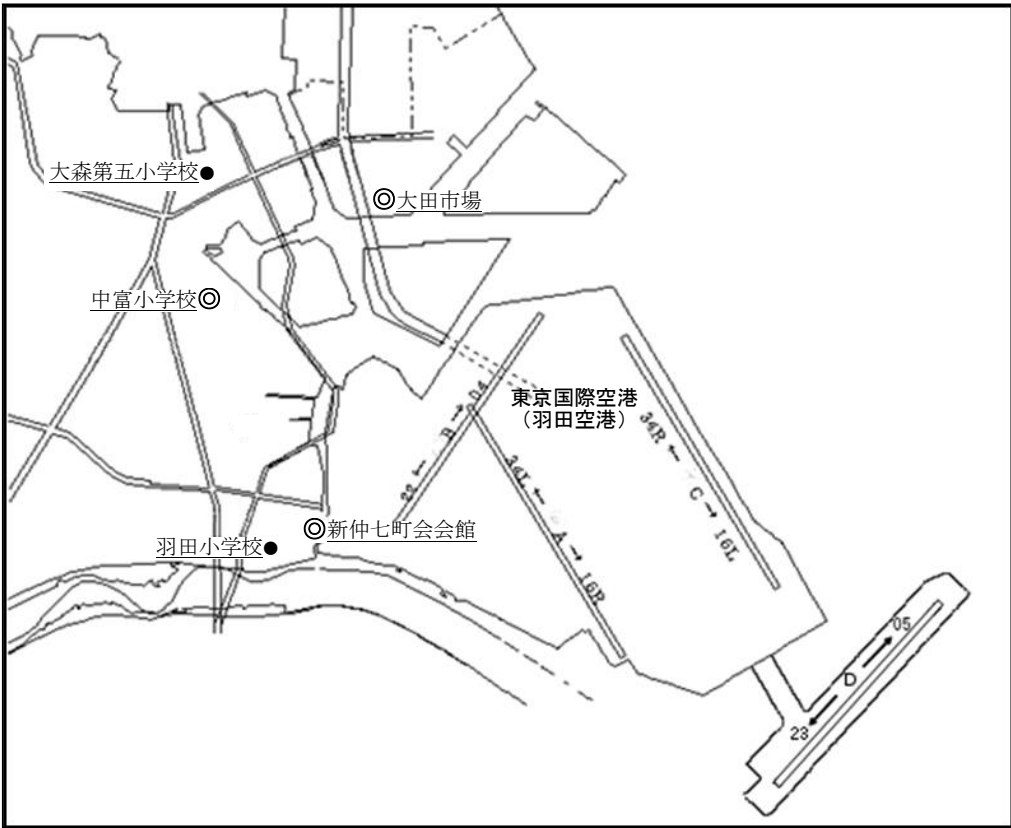 大森第五小学校
大田市場
中富小学校
東京国際空港
（羽田空港）
04
B
22
34R
C
16L
34L
A
16R
新仲七町会会館
羽田小学校
05
D
23